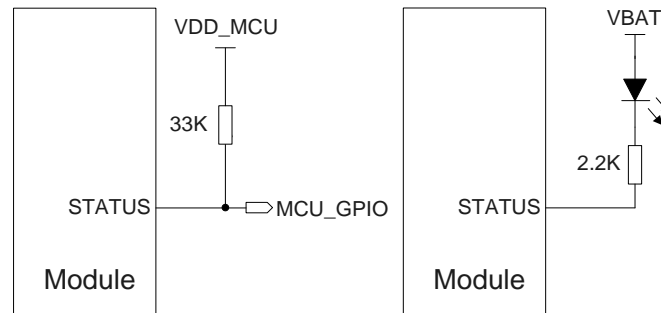 VDD_MCU
33K
STATUS
MCU_GPIO
Module
VBAT
2.2K
STATUS
Module